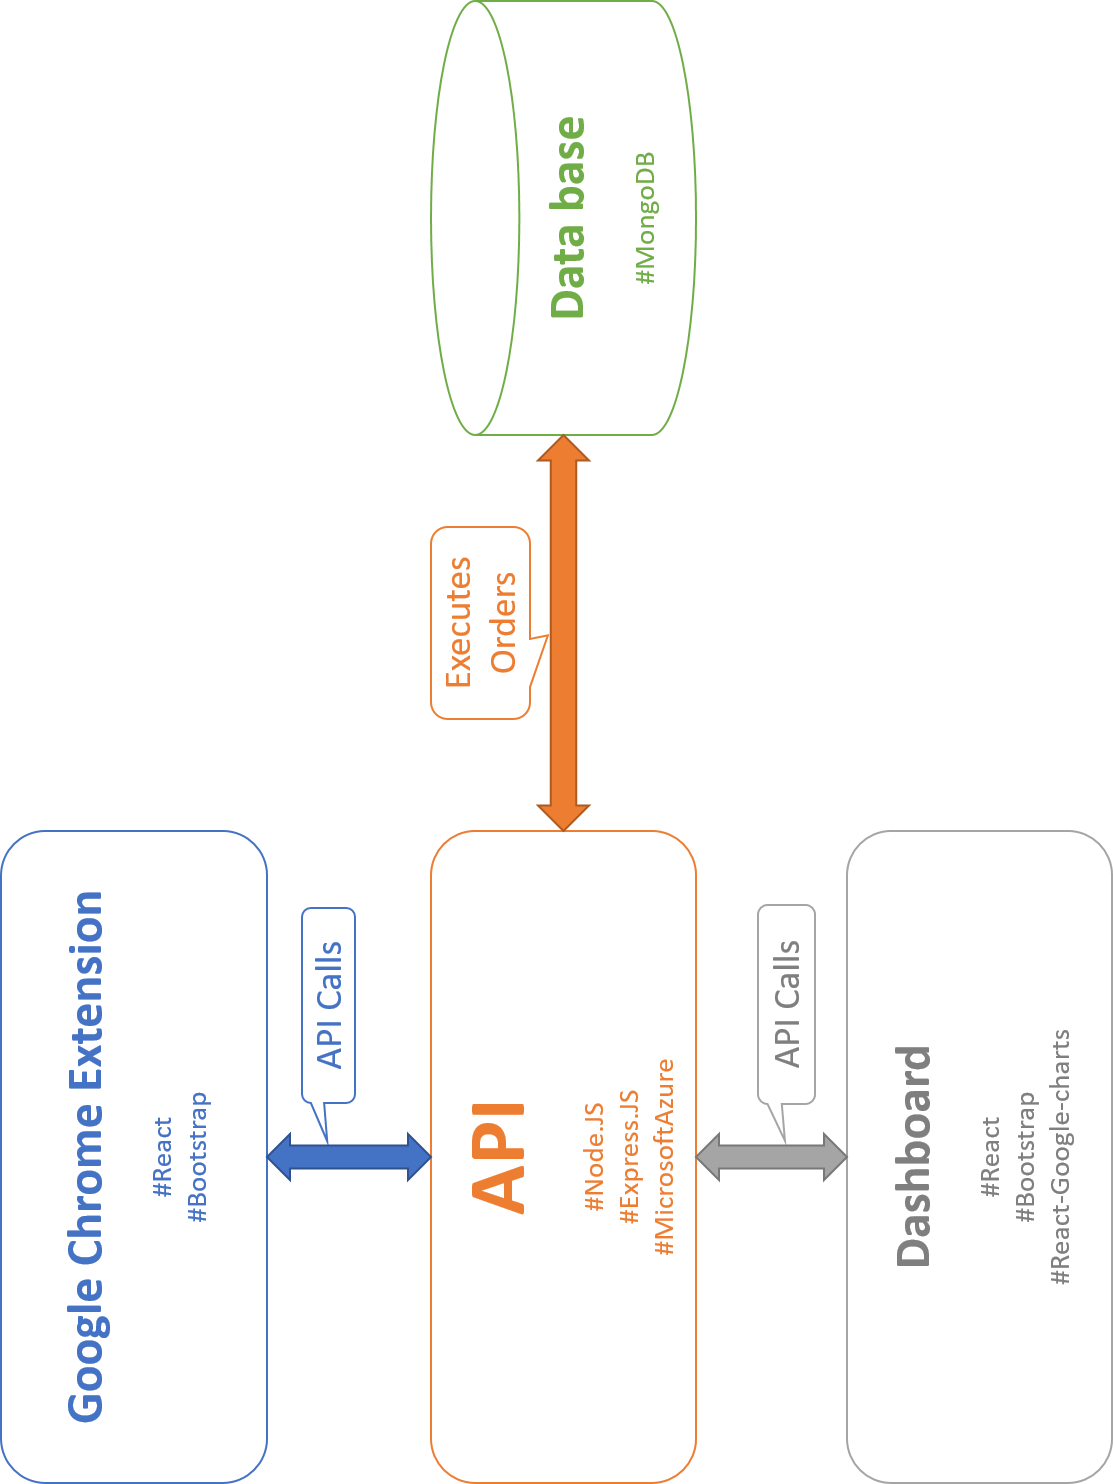 Google Chrome Extension
#React
#Bootstrap
API Calls
API
#Node.JS
#Express.JS
#MicrosoftAzure
Executes
Orders
Data base
#MongoDB
API Calls
Dashboard
#React
#Bootstrap
#React-Google-charts